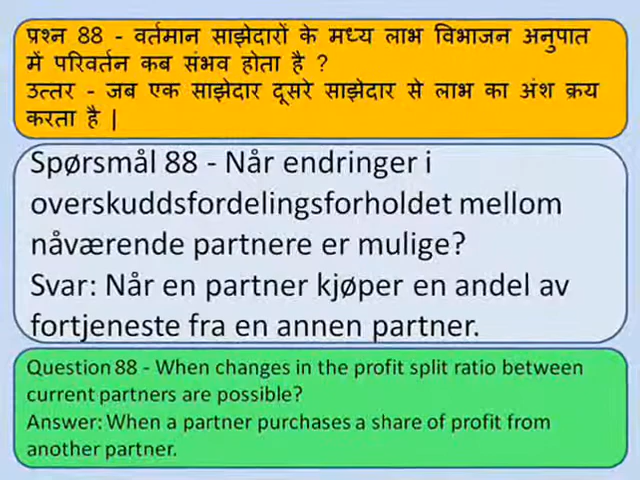 प्रश्न 88 - वर्तमान साझेदारों के मध्य लाभ विभाजन अनुपात
में परिवर्तन कब संभव होता है ?
उत्तर - जब एक साझेदार दूसरे साझेदार से लाभ का अंश क्रय
करता है |
Spørsmål 88 - Når endringer i
overskuddsfordelingsforholdet mellom
nåværende partnere er mulige?
Svar: Når en partner kjøper en andel av
fortjeneste fra en annen partner.
Question 88 - When changes in the profit split ratio between
current partners are possible?
Answer: When a partner purchases a share of profit from
another partner.